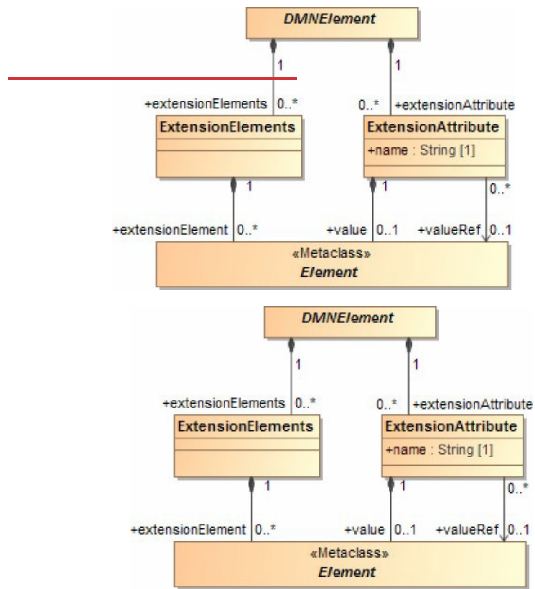 DMNElement
1
1
+extensionElements 0..*
0..* +extensionAttribute
ExtensionElements
ExtensionAttribute
+name : String [1]
1
1
0..*
+extensionElement 0..*
+value 0..1
+valueRef 0..1
«Metaclass»
Element
DMNElement
1
1
+extensionElements 0..*
0..* +extensionAttribute
ExtensionElements
ExtensionAttribute
+name : String [1]
1
1
0..*
+extensionElement 0..*
+value 0..1
+valueRef 0..1
«Metaclass»
Element